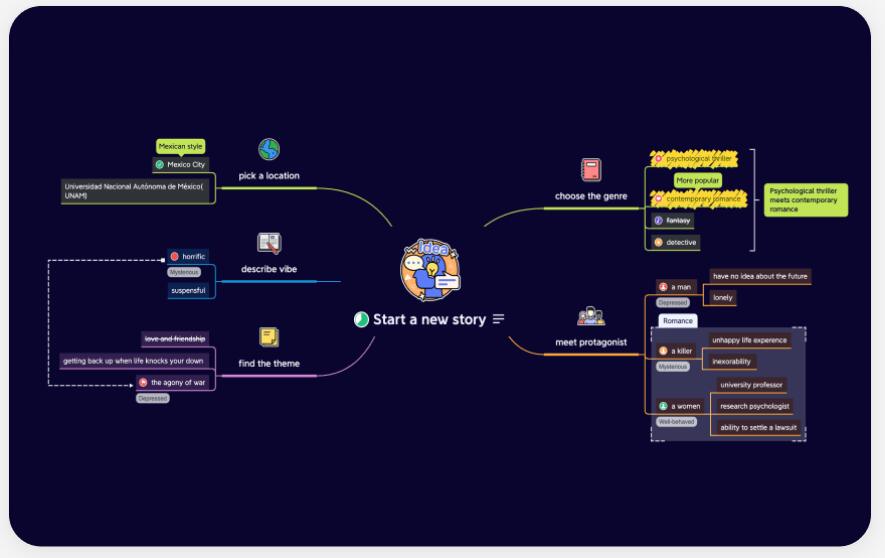 Mexican style
Mexico City
pick a location
Universidad Nacional Autónoma de México(
UNAM)
horrific
Mysterious
describe vibe
suspensful
love and friendship
getting back up when life knocks your down
find the theme
the agony of war
Depressed
Idea
Start a new story
psychological thriller
More popular
choose the genre
contemporary romance
fantasy
detective
Psychological thriller
meets contemporary
romance
have no idea about the future
a man
Depressed
lonely
Romance
meet protagonist
unhappy life experence
a killer
Mysterious
inexorability
university professor
a women
research psychologist
Well-behaved
ability to settle a lawsuit